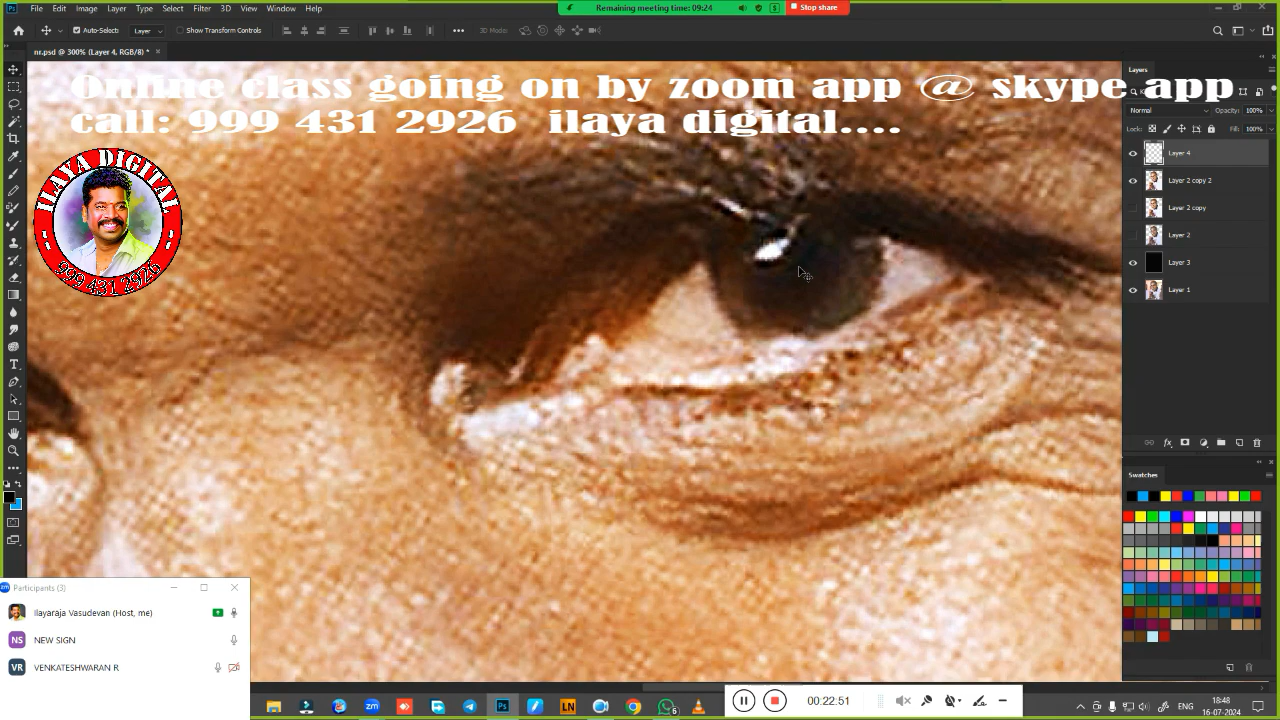 File Edit Image Layer Type Select Filter 3D View Window Help
Remaining meeting time: 09:24
Stop share
Auto-Select: Layer Show Transform Controls 3D Mode:
nr.psd @ 300% (Layer 4, RGB/8) *
Online class going on by zoom app @ skype app
call: 999 431 2926 ilaya digital....
ILAYA DIGITAL
999 431 2926
Layers
Normal Opacity: 100%
Lock: Fill: 100%
Layer 4
Layer 2 copy 2
Layer 2 copy
Layer 2
Layer 3
Layer 1
Swatches
Participants (3)
Ilayaraja Vasudevan (Host, me)
NS NEW SIGN
VR VENKATESHWARAN R
00:22:51
ENG
18:48
16-07-2024